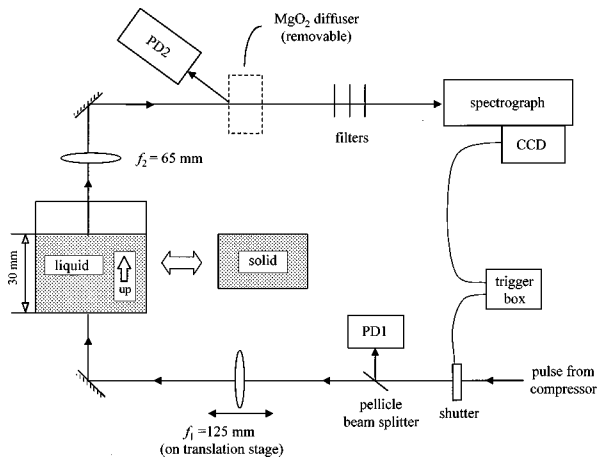 MgO₂ diffuser
(removable)
PD2
spectrograph
CCD
filters
f₂ = 65 mm
30 mm
liquid
up
solid
trigger
box
PD1
pulse from
compressor
pellicle
beam splitter
shutter
f₁ =125 mm
(on translation stage)